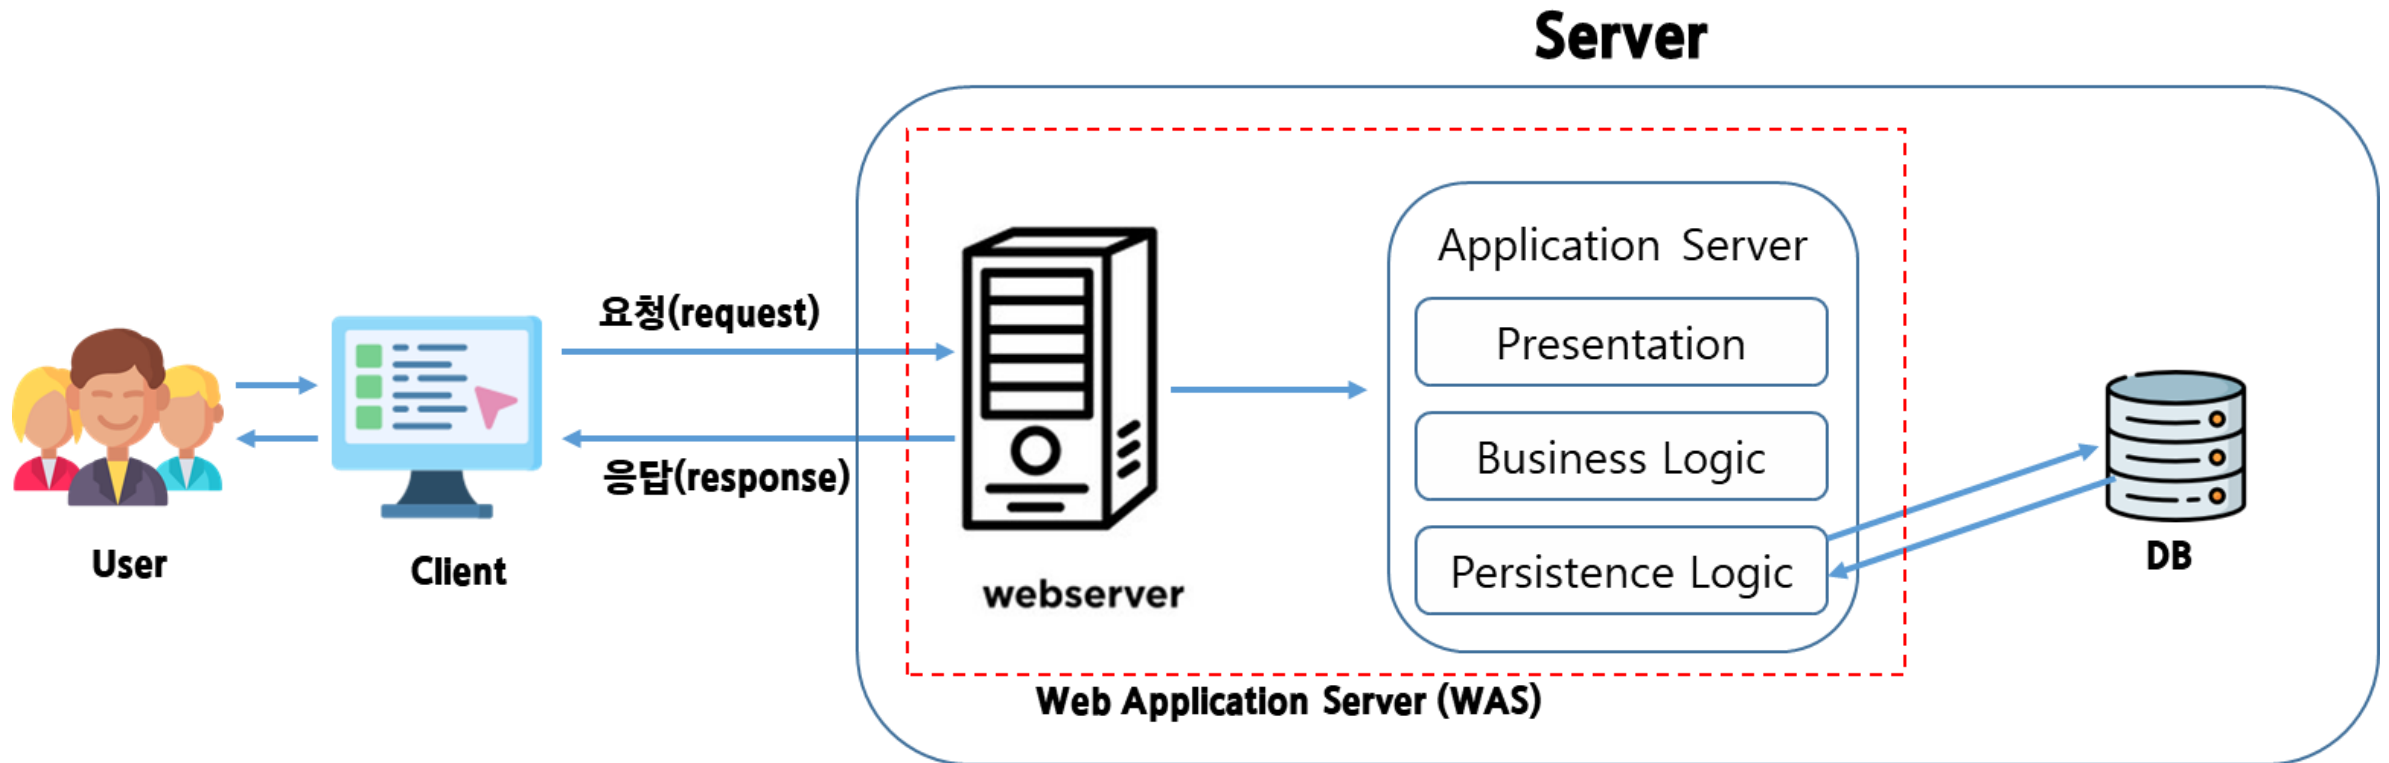 Server
요청(request)
응답(response)
User
Client
webserver
Application Server
Presentation
Business Logic
Persistence Logic
DB
Web Application Server (WAS)